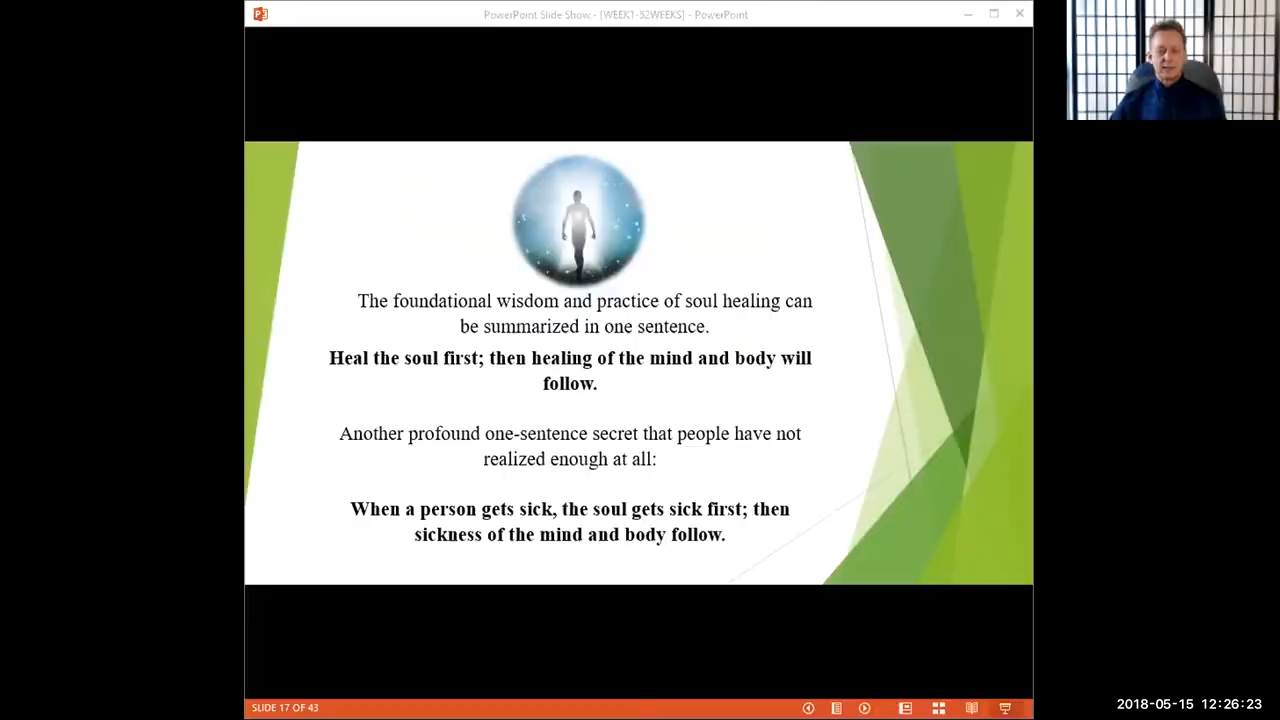 PowerPoint Slide Show - [WEEK1-52WEEKS] - PowerPoint
The foundational wisdom and practice of soul healing can
be summarized in one sentence.
Heal the soul first; then healing of the mind and body will
follow.
Another profound one-sentence secret that people have not
realized enough at all:
When a person gets sick, the soul gets sick first; then
sickness of the mind and body follow.
SLIDE 17 OF 43
2018-05-15 12:26:23